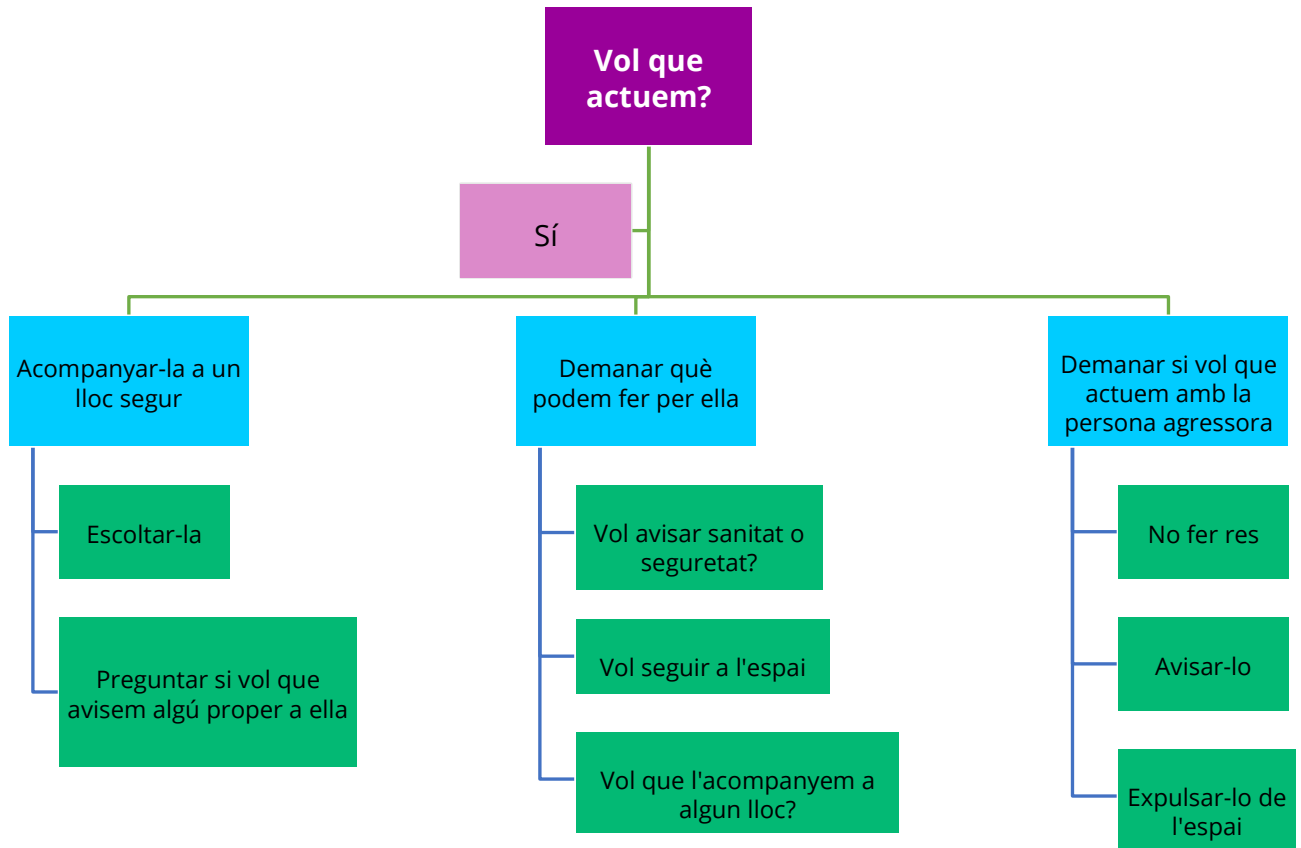 Vol que
actuem?
Sí
Acompanyar-la a un
lloc segur
Escoltar-la
Preguntar si vol que
avisem algú proper a ella
Demanar què
podem fer per ella
Vol avisar sanitat o
seguretat?
Vol seguir a l'espai
Vol que l'acompanyem a
algun lloc?
Demanar si vol que
actuem amb la
persona agressora
No fer res
Avisar-lo
Expulsar-lo de
l'espai